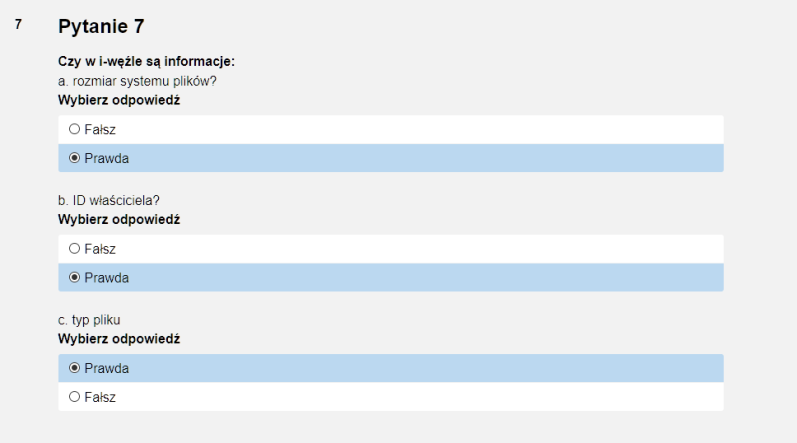 7 Pytanie 7
Czy w i-węźle są informacje:
a. rozmiar systemu plików?
Wybierz odpowiedź
Fałsz
Prawda
b. ID właściciela?
Wybierz odpowiedź
Fałsz
Prawda
c. typ pliku
Wybierz odpowiedź
Prawda
Fałsz